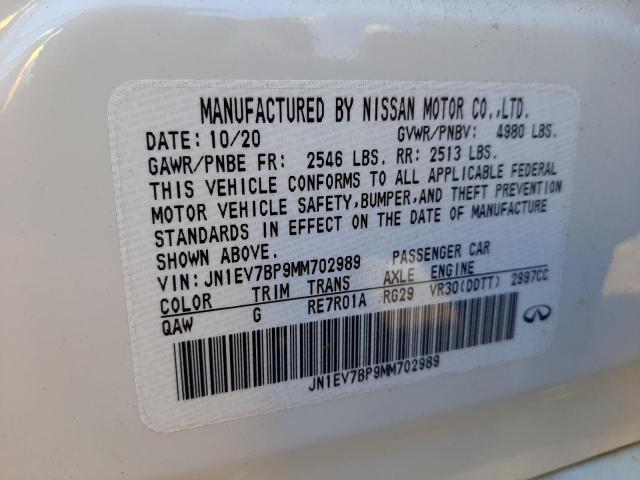 MANUFACTURED BY NISSAN MOTOR CO.,LTD.
DATE: 10/20 GVWR/PNBV: 4980 LBS.
GAWR/PNBE FR: 2546 LBS. RR: 2513 LBS.
THIS VEHICLE CONFORMS TO ALL APPLICABLE FEDERAL
MOTOR VEHICLE SAFETY,BUMPER,AND THEFT PREVENTION
STANDARDS IN EFFECT ON THE DATE OF MANUFACTURE
SHOWN ABOVE.
VIN: JN1EV7BP9MM702989 PASSENGER CAR
COLOR TRIM TRANS AXLE ENGINE
QAW G RE7R01A RG29 VR30(DDTT) 2997CC
JN1EV7BP9MM702989